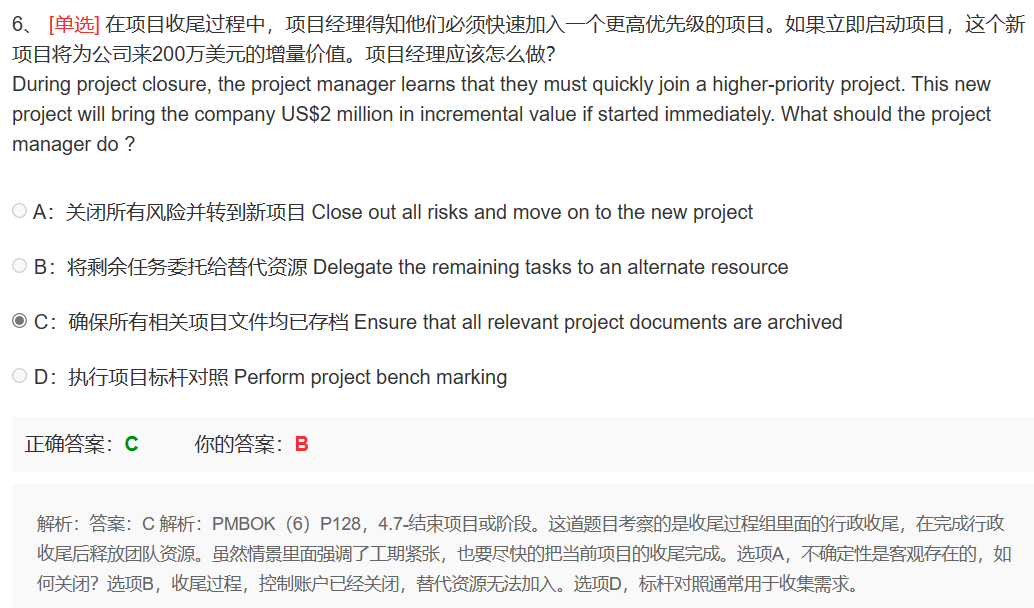 6、 [单选] 在项目收尾过程中，项目经理得知他们必须快速加入一个更高优先级的项目。如果立即启动项目，这个新
项目将为公司来200万美元的增量价值。项目经理应该怎么做?
During project closure, the project manager learns that they must quickly join a higher-priority project. This new
project will bring the company US$2 million in incremental value if started immediately. What should the project
manager do ?
A：关闭所有风险并转到新项目 Close out all risks and move on to the new project
B：将剩余任务委托给替代资源 Delegate the remaining tasks to an alternate resource
C：确保所有相关项目文件均已存档 Ensure that all relevant project documents are archived
D：执行项目标杆对照 Perform project bench marking
正确答案：C 你的答案：B
解析：答案：C 解析：PMBOK（6）P128，4.7-结束项目或阶段。这道题目考察的是收尾过程组里面的行政收尾，在完成行政
收尾后释放团队资源。虽然情景里面强调了工期紧张，也要尽快的把当前项目的收尾完成。选项A，不确定性是客观存在的，如
何关闭？选项B，收尾过程，控制账户已经关闭，替代资源无法加入。选项D，标杆对照通常用于收集需求。